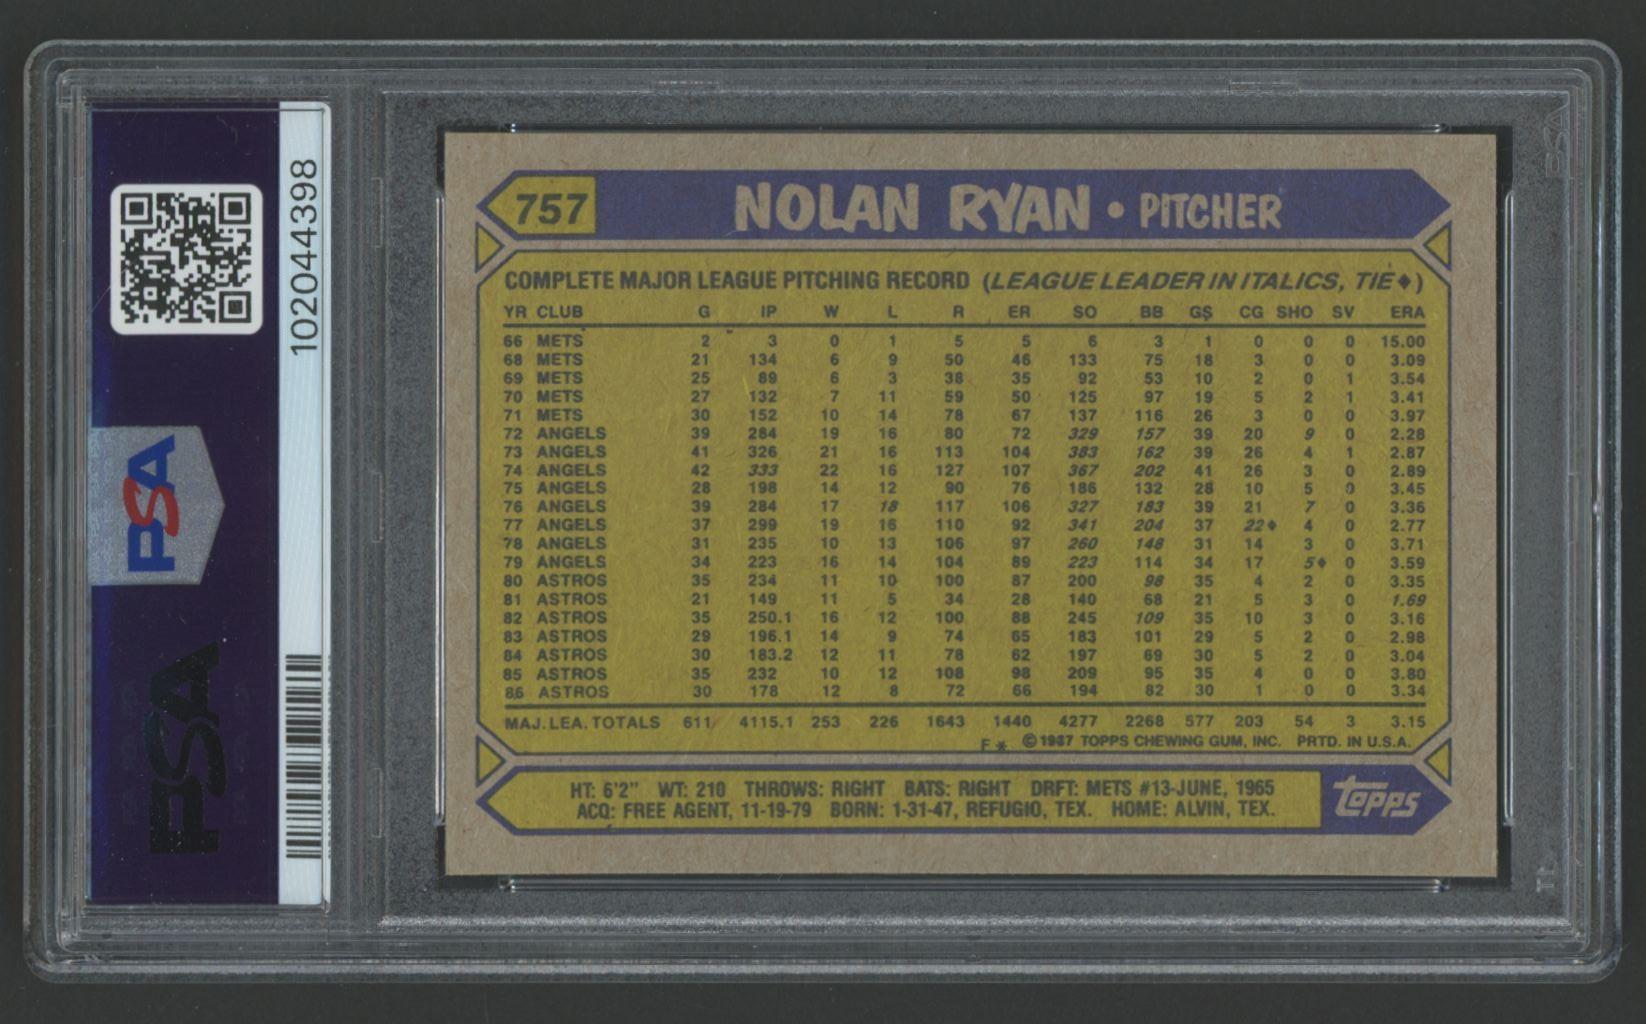 102044398
PSA
PSA
PSA
757 NOLAN RYAN • PITCHER
COMPLETE MAJOR LEAGUE PITCHING RECORD (LEAGUE LEADER IN ITALICS, TIE♦)
YR CLUB G IP W L R ER SO BB GS CG SHO SV ERA
66 METS 2 3 0 1 5 5 6 3 1 0 0 0 15.00
68 METS 21 134 6 9 50 46 133 75 18 3 0 0 3.09
69 METS 25 89 6 3 38 35 92 53 10 2 0 1 3.54
70 METS 27 132 7 11 59 50 125 97 19 5 2 1 3.41
71 METS 30 152 10 14 78 67 137 116 26 3 0 0 3.97
72 ANGELS 39 284 19 16 80 72 329 157 39 20 9 0 2.28
73 ANGELS 41 326 21 16 113 104 383 162 39 26 4 1 2.87
74 ANGELS 42 333 22 16 127 107 367 202 41 26 3 0 2.89
75 ANGELS 28 198 14 12 90 76 186 132 28 10 5 0 3.45
76 ANGELS 39 284 17 18 117 106 327 183 39 21 7 0 3.36
77 ANGELS 37 299 19 16 110 92 341 204 37 22♦ 4 0 2.77
78 ANGELS 31 235 10 13 106 97 260 148 31 14 3 0 3.71
79 ANGELS 34 223 16 14 104 89 223 114 34 17 5♦ 0 3.59
80 ASTROS 35 234 11 10 100 87 200 98 35 4 2 0 3.35
81 ASTROS 21 149 11 5 34 28 140 68 21 5 3 0 1.69
82 ASTROS 35 250.1 16 12 100 88 245 109 35 10 3 0 3.16
83 ASTROS 29 196.1 14 9 74 65 183 101 29 5 2 0 2.98
84 ASTROS 30 183.2 12 11 78 62 197 69 30 5 2 0 3.04
85 ASTROS 35 232 10 12 108 98 209 95 35 4 0 0 3.80
86 ASTROS 30 178 12 8 72 66 194 82 30 1 0 0 3.34
MAJ. LEA. TOTALS 611 4115.1 253 226 1643 1440 4277 2268 577 203 54 3 3.15
F* © 1987 TOPPS CHEWING GUM, INC. PRTD. IN U.S.A.
HT: 6'2" WT: 210 THROWS: RIGHT BATS: RIGHT DRFT: METS #13-JUNE, 1965
ACQ: FREE AGENT, 11-19-79 BORN: 1-31-47, REFUGIO, TEX. HOME: ALVIN, TEX.
topps